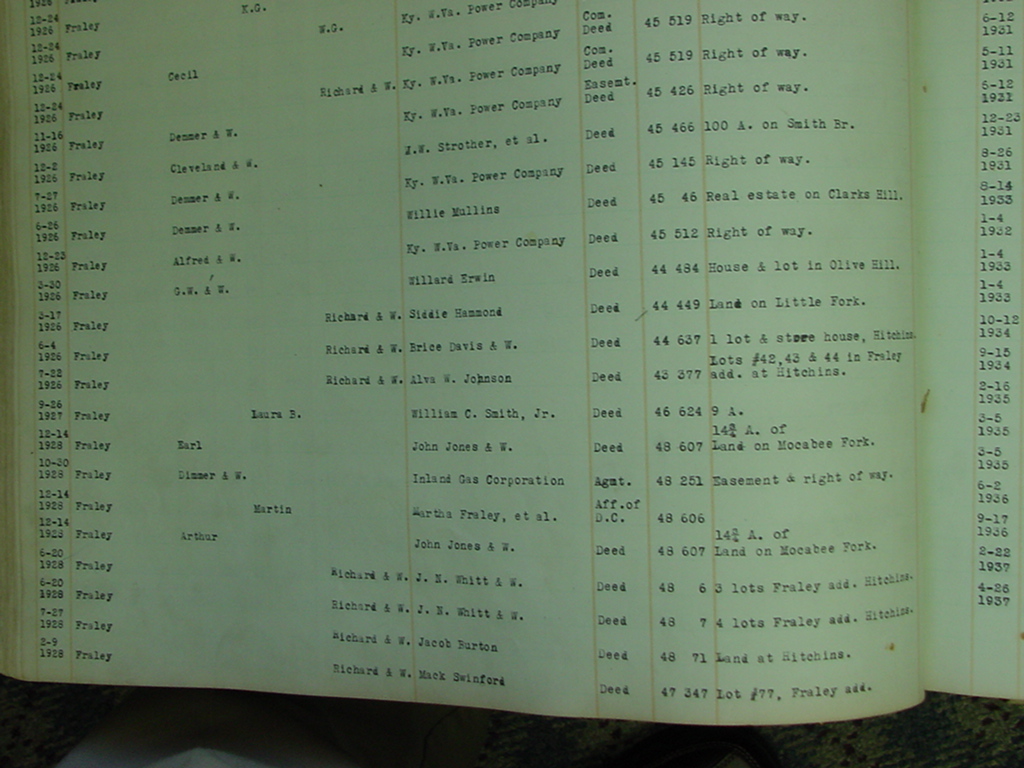 1926
K.G.
12-24
1926 Fraley
W.G. Ky. W.Va. Power Company
12-24
1926 Fraley
Com.
Cecil Ky. W.Va. Power Company Deed 45 519 Right of way.
12-24
1926 Fraley
Com.
Richard & W. Ky. W.Va. Power Company Deed 45 519 Right of way.
12-24
1926 Fraley
Easemt.
Demmer & W. Ky. W.Va. Power Company Deed 45 426 Right of way.
11-16
1926 Fraley
Cleveland & W. W.W. Strother, et al. Deed 45 466 100 A. on Smith Br.
12-2
1926 Fraley Demmer & W. Ky. W.Va. Power Company Deed 45 145 Right of way.
7-27
1926 Fraley Demmer & W. Willie Mullins Deed 45 46 Real estate on Clarks Hill.
6-26
1926 Fraley Alfred & W. Ky. W.Va. Power Company Deed 45 512 Right of way.
12-23
1926 Fraley G.W. & W. Willard Erwin Deed 44 484 House & lot in Olive Hill.
3-30
1926 Fraley Richard & W. Siddie Hammond Deed 44 449 Land on Little Fork.
3-17
1926 Fraley Richard & W. Brice Davis & W. Deed 44 637 1 lot & store house, Hitchins.
6-4
Lots #42,43 & 44 in Fraley
1926 Fraley Richard & W. Alva W. Johnson Deed 43 377 add. at Hitchins.
7-22
1926 Fraley
9-26
1927 Fraley Laura B. William C. Smith, Jr. Deed 46 624 9 A.
12-14
14¾ A. of
1928 Fraley Earl John Jones & W. Deed 48 607 Land on Mocabee Fork.
10-30
1928 Fraley Dimmer & W. Inland Gas Corporation Agmt. 48 251 Easement & right of way.
12-14
Aff.of
1928 Fraley Martin Martha Fraley, et al. D.C. 48 606
12-14
14¾ A. of
1928 Fraley Arthur John Jones & W. Deed 48 607 Land on Mocabee Fork.
6-20
1928 Fraley Richard & W. J. N. Whitt & W. Deed 48 6 3 lots Fraley add. Hitchins.
6-20
1928 Fraley Richard & W. J. N. Whitt & W. Deed 48 7 4 lots Fraley add. Hitchins.
7-27
1928 Fraley Richard & W. Jacob Burton Deed 48 71 Land at Hitchins.
2-9
1928 Fraley Richard & W. Mack Swinford Deed 47 347 Lot #77, Fraley add.
6-12
1931
5-11
1931
6-12
1931
12-23
1931
8-26
1931
8-14
1933
1-4
1932
1-4
1933
1-4
1933
10-12
1934
9-15
1934
2-16
1935
3-5
1935
3-5
1935
6-2
1936
9-17
1936
2-22
1937
4-26
1937